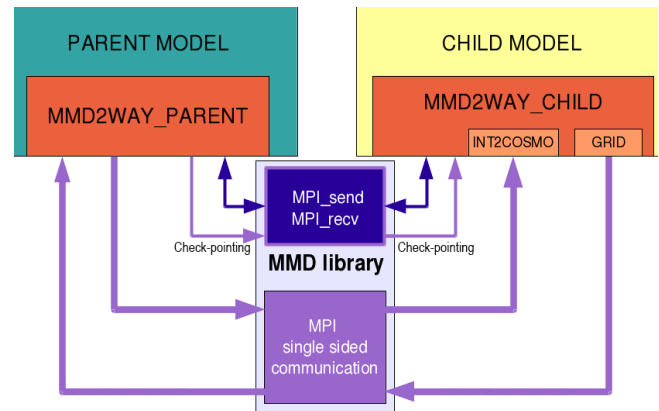 PARENT MODEL
CHILD MODEL
MMD2WAY_PARENT
MMD2WAY_CHILD
INT2COSMO
GRID
MPI_send
MPI_recv
Check-pointing
Check-pointing
MMD library
MPI
single sided
communication